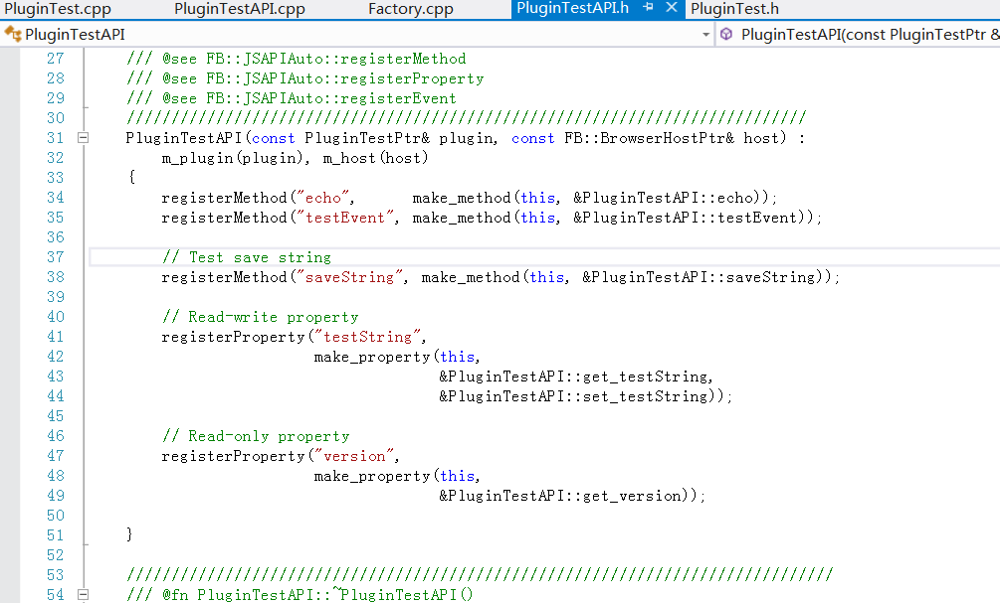 PluginTest.cpp PluginTestAPI.cpp Factory.cpp PluginTestAPI.h PluginTest.h
PluginTestAPI PluginTestAPI(const PluginTestPtr &
27 /// @see FB::JSAPIAuto::registerMethod
28 /// @see FB::JSAPIAuto::registerProperty
29 /// @see FB::JSAPIAuto::registerEvent
30 ////////////////////////////////////////////////////////////////////////////
31 PluginTestAPI(const PluginTestPtr& plugin, const FB::BrowserHostPtr& host) :
32 m_plugin(plugin), m_host(host)
33 {
34 registerMethod("echo", make_method(this, &PluginTestAPI::echo));
35 registerMethod("testEvent", make_method(this, &PluginTestAPI::testEvent));
36
37 // Test save string
38 registerMethod("saveString", make_method(this, &PluginTestAPI::saveString));
39
40 // Read-write property
41 registerProperty("testString",
42 make_property(this,
43 &PluginTestAPI::get_testString,
44 &PluginTestAPI::set_testString));
45
46 // Read-only property
47 registerProperty("version",
48 make_property(this,
49 &PluginTestAPI::get_version));
50
51 }
52
53 ///////////////////////////////////////////////////////////////////////////////
54 /// @fn PluginTestAPI::~PluginTestAPI()